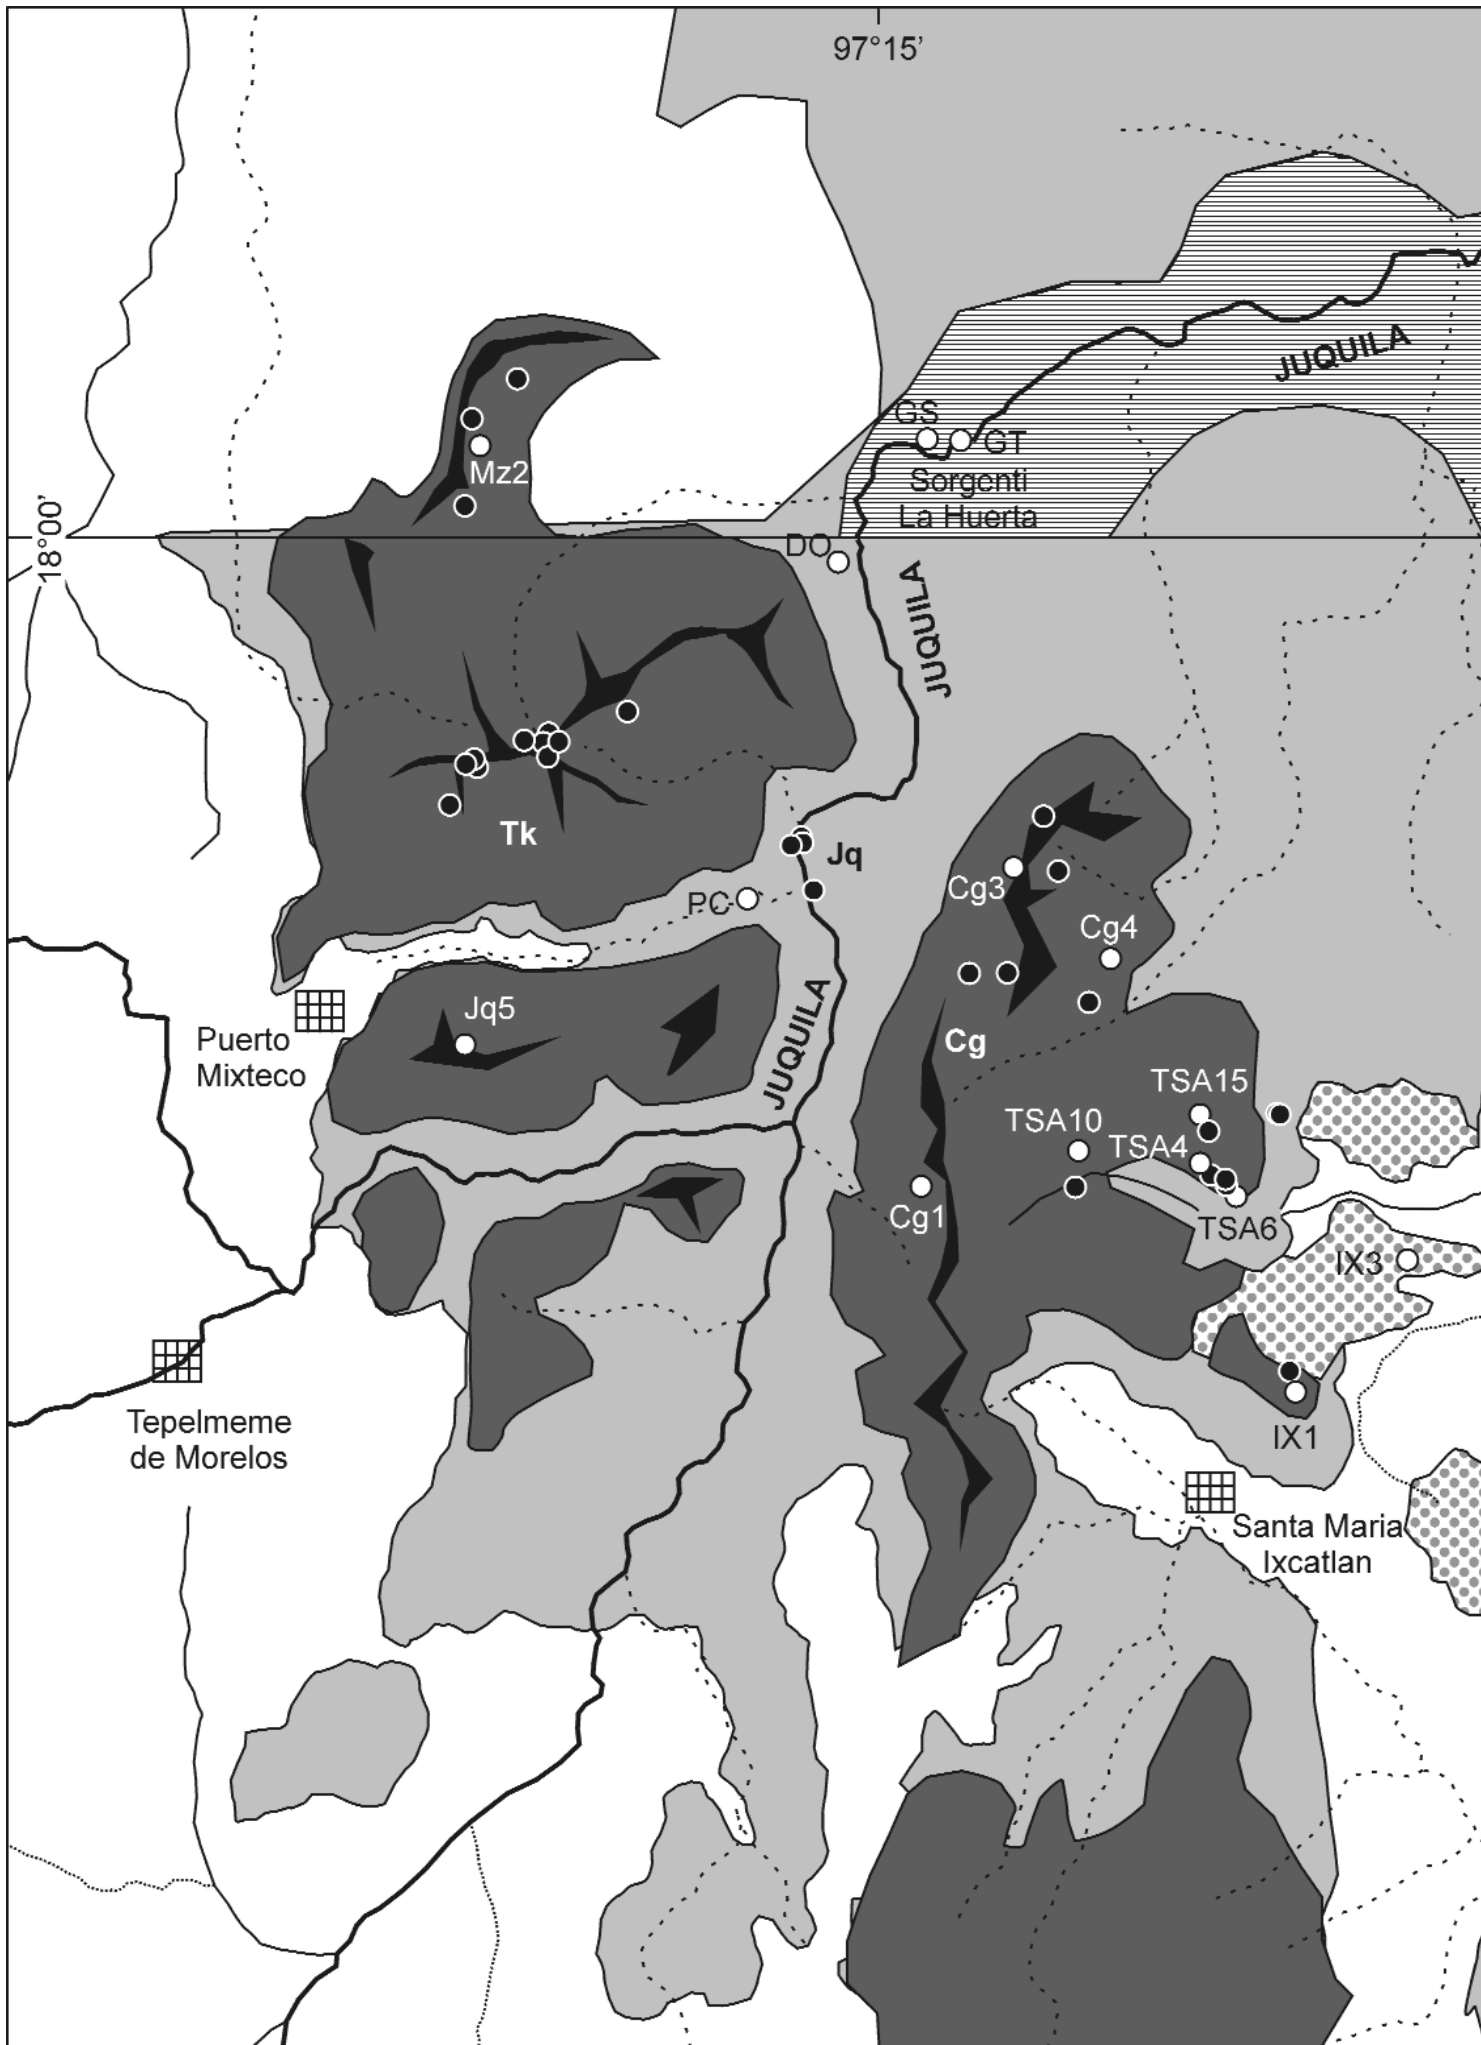 97°15’
JUQUILA
GS
GT
Mz2
Sorgenti
La Huerta
18°00’
DO
JUQUILA
Tk
Jq
Cg3
PC
Cg4
Jq5
Puerto
Mixteco
JUQUILA
Cg
TSA15
TSA10
TSA4
Cg1
TSA6
IX3
Tepelmeme
de Morelos
IX1
Santa Maria
Ixcatlan